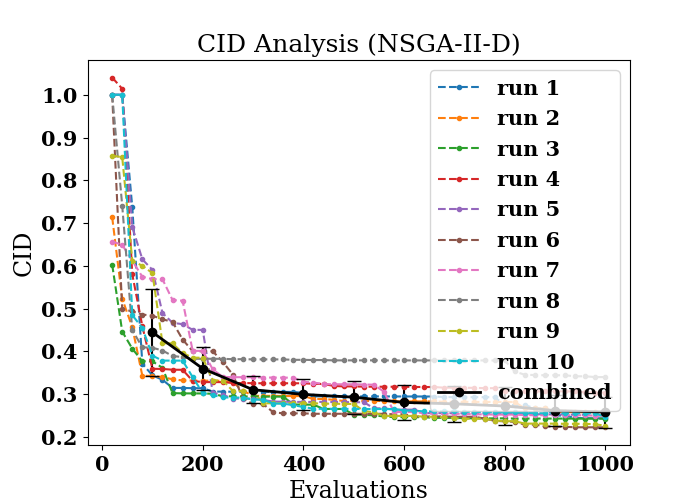 CID Analysis (NSGA-II-D)
CID
1.0
0.9
0.8
0.7
0.6
0.5
0.4
0.3
0.2
run 1
run 2
run 3
run 4
run 5
run 6
run 7
run 8
run 9
run 10
combined
0 200 400 600 800 1000
Evaluations